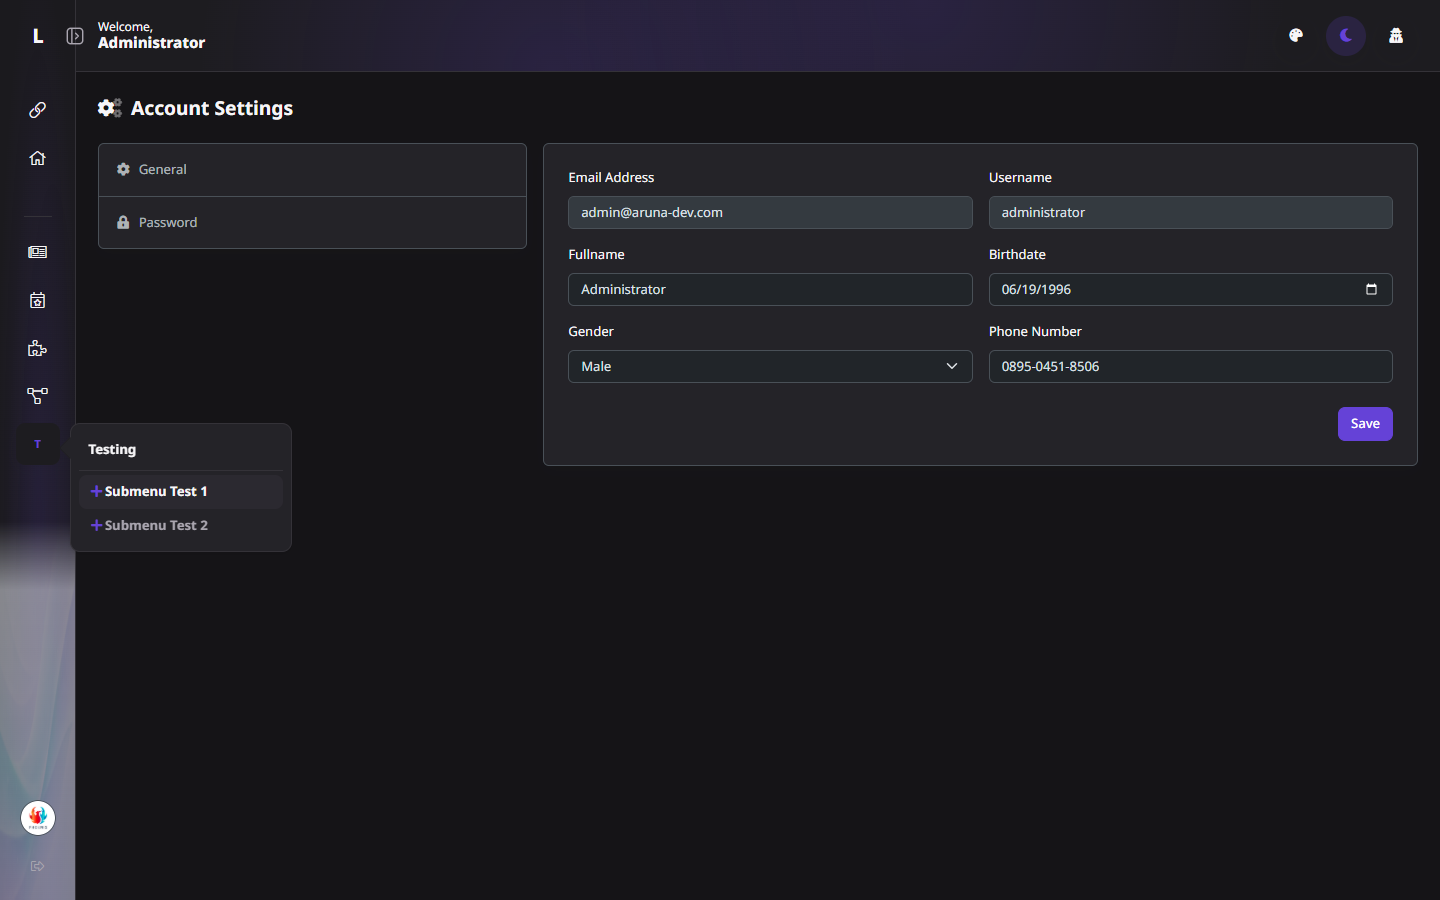 L
Welcome,
Administrator
Account Settings
General
Password
Email Address
admin@aruna-dev.com
Username
administrator
Fullname
Administrator
Birthdate
06/19/1996
Gender
Male
Phone Number
0895-0451-8506
Save
T
Testing
Submenu Test 1
Submenu Test 2